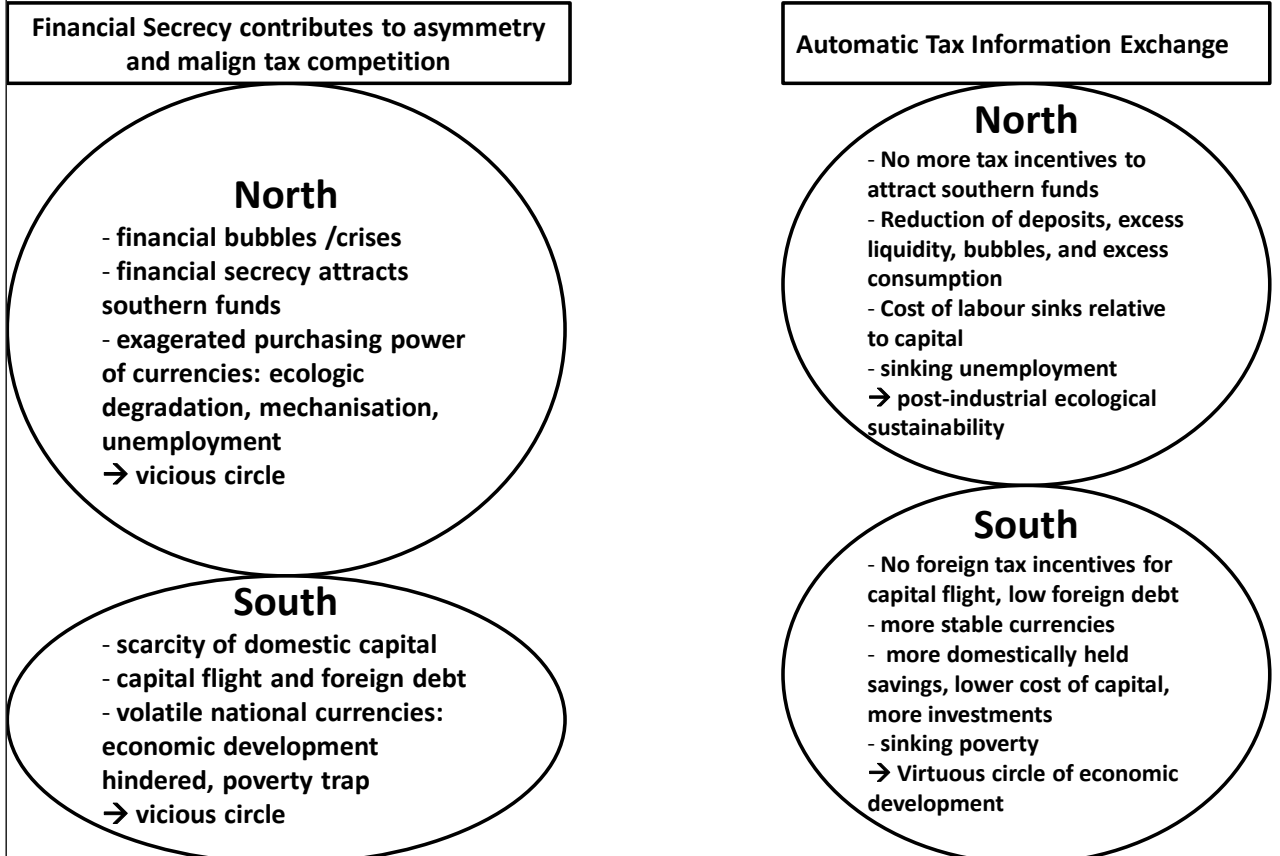 Financial Secrecy contributes to asymmetry
and malign tax competition
North
- financial bubbles /crises
- financial secrecy attracts
southern funds
- exagerated purchasing power
of currencies: ecologic
degradation, mechanisation,
unemployment
→ vicious circle
South
- scarcity of domestic capital
- capital flight and foreign debt
- volatile national currencies:
economic development
hindered, poverty trap
→ vicious circle
Automatic Tax Information Exchange
North
- No more tax incentives to
attract southern funds
- Reduction of deposits, excess
liquidity, bubbles, and excess
consumption
- Cost of labour sinks relative
to capital
- sinking unemployment
→ post-industrial ecological
sustainability
South
- No foreign tax incentives for
capital flight, low foreign debt
- more stable currencies
- more domestically held
savings, lower cost of capital,
more investments
- sinking poverty
→ Virtuous circle of economic
development